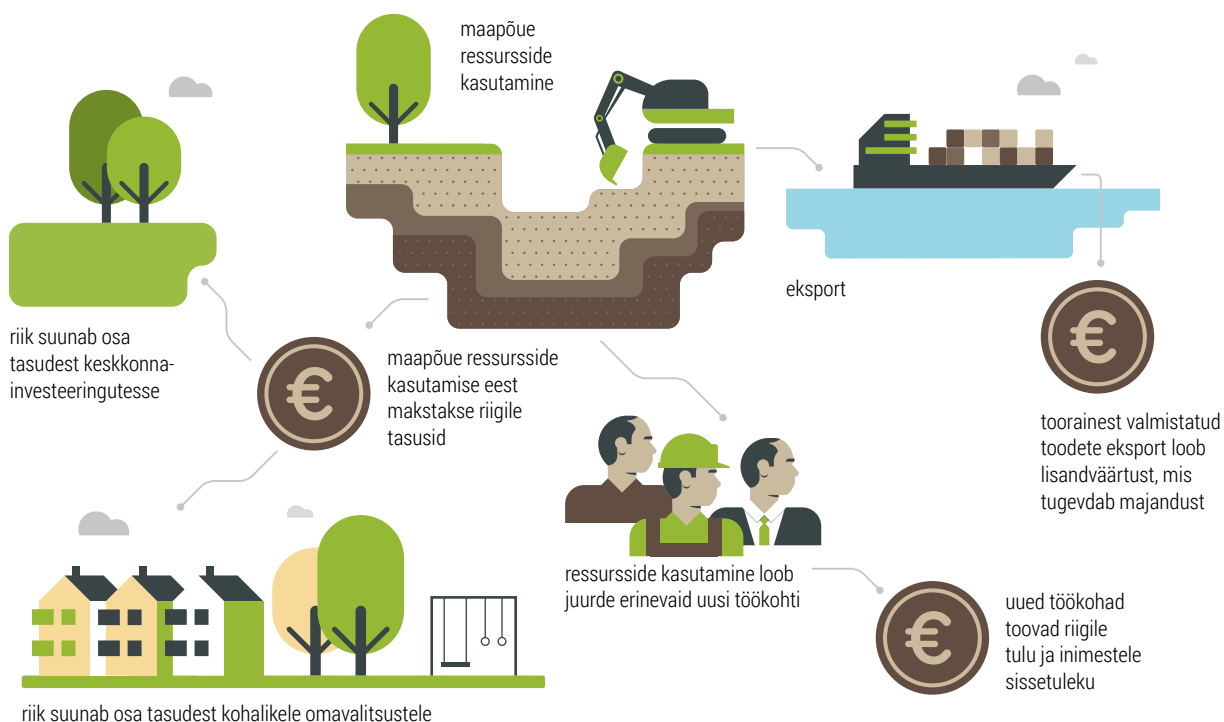 maapõue
ressursside
kasutamine
eksport
riik suunab osa
tasudest keskkonna-
investeeringutesse
€
maapõue ressursside
kasutamise eest
makstakse riigile
tasusid
€
toorainest valmistatud
toodete eksport loob
lisandväärtust, mis
tugevdab majandust
ressursside kasutamine loob
juurde erinevaid uusi töökohti
€
uued töökohad
toovad riigile
tulu ja inimestele
sissetuleku
riik suunab osa tasudest kohalikele omavalitsustele